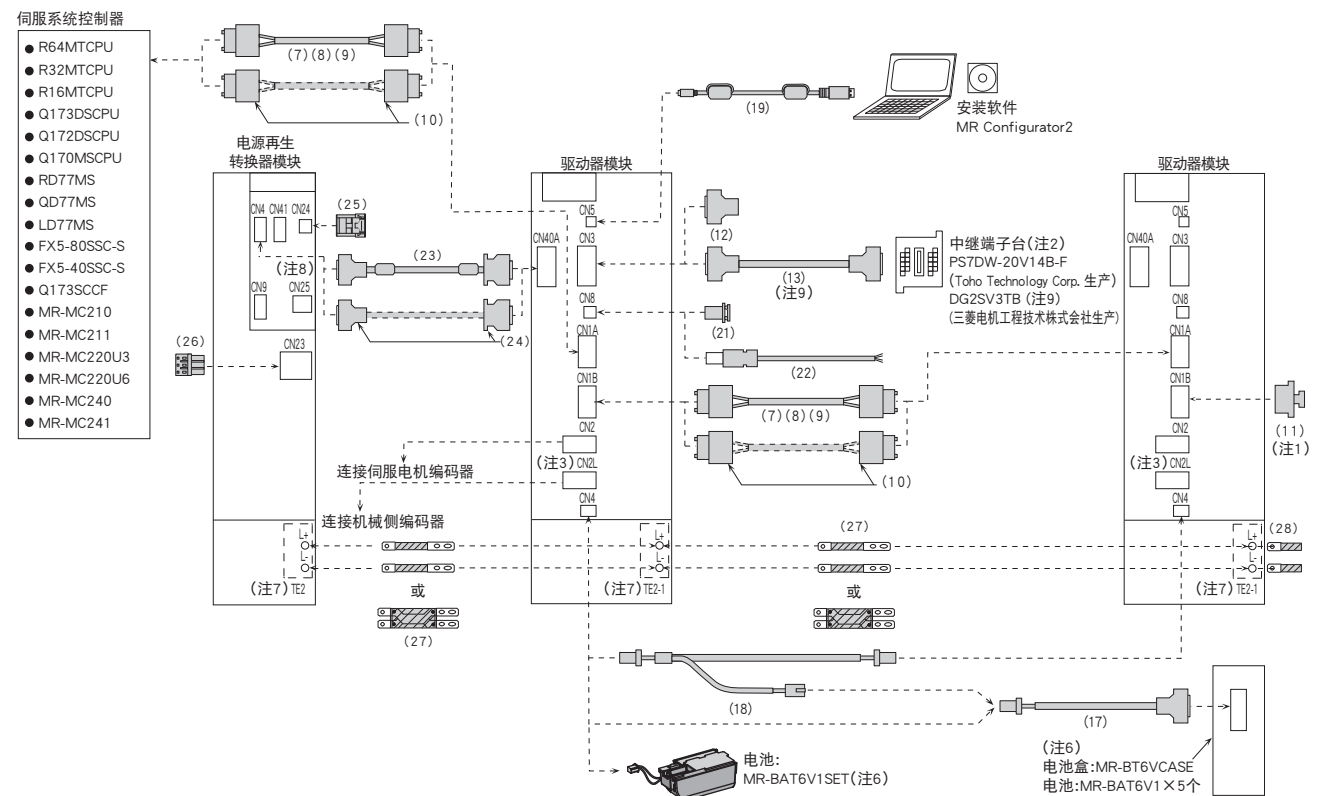 伺服系统控制器
● R64MTCPU
● R32MTCPU
● R16MTCPU
● Q173DSCPU
● Q172DSCPU
● Q170MSCPU
● RD77MS
● QD77MS
● LD77MS
● FX5-80SSC-S
● FX5-40SSC-S
● Q173SCCF
● MR-MC210
● MR-MC211
● MR-MC220U3
● MR-MC220U6
● MR-MC240
● MR-MC241
(7)(8)(9)
(10)
(19)
安装软件
MR Configurator2
电源再生
转换器模块
CN4 CN41 CN24
(25)
(注8)
(23)
CN9 CN25
(24)
(26)
CN23
驱动器模块
CN5
CN40A
CN3
CN8
CN1A
CN1B
CN2
(注3) CN2L
CN4
连接伺服电机编码器
连接机械侧编码器
(12)
(13)
(注9)
中继端子台(注2)
PS7DW-20V14B-F
(Toho Technology Corp. 生产)
DG2SV3TB (注9)
(三菱电机工程技术株式会社生产)
(21)
(22)
(7)(8)(9)
(10)
驱动器模块
CN5
CN40A
CN3
CN8
CN1A
CN1B
CN2
(注3) CN2L
CN4
(11)
(注1)
L+
L-
(注7) TE2
或
(27)
L+
L-
(注7) TE2-1
(27)
或
L+
L-
(注7) TE2-1
(28)
(18)
(17)
电池:
MR-BAT6V1SET(注6)
(注6)
电池盒:MR-BT6VCASE
电池:MR-BAT6V1×5个